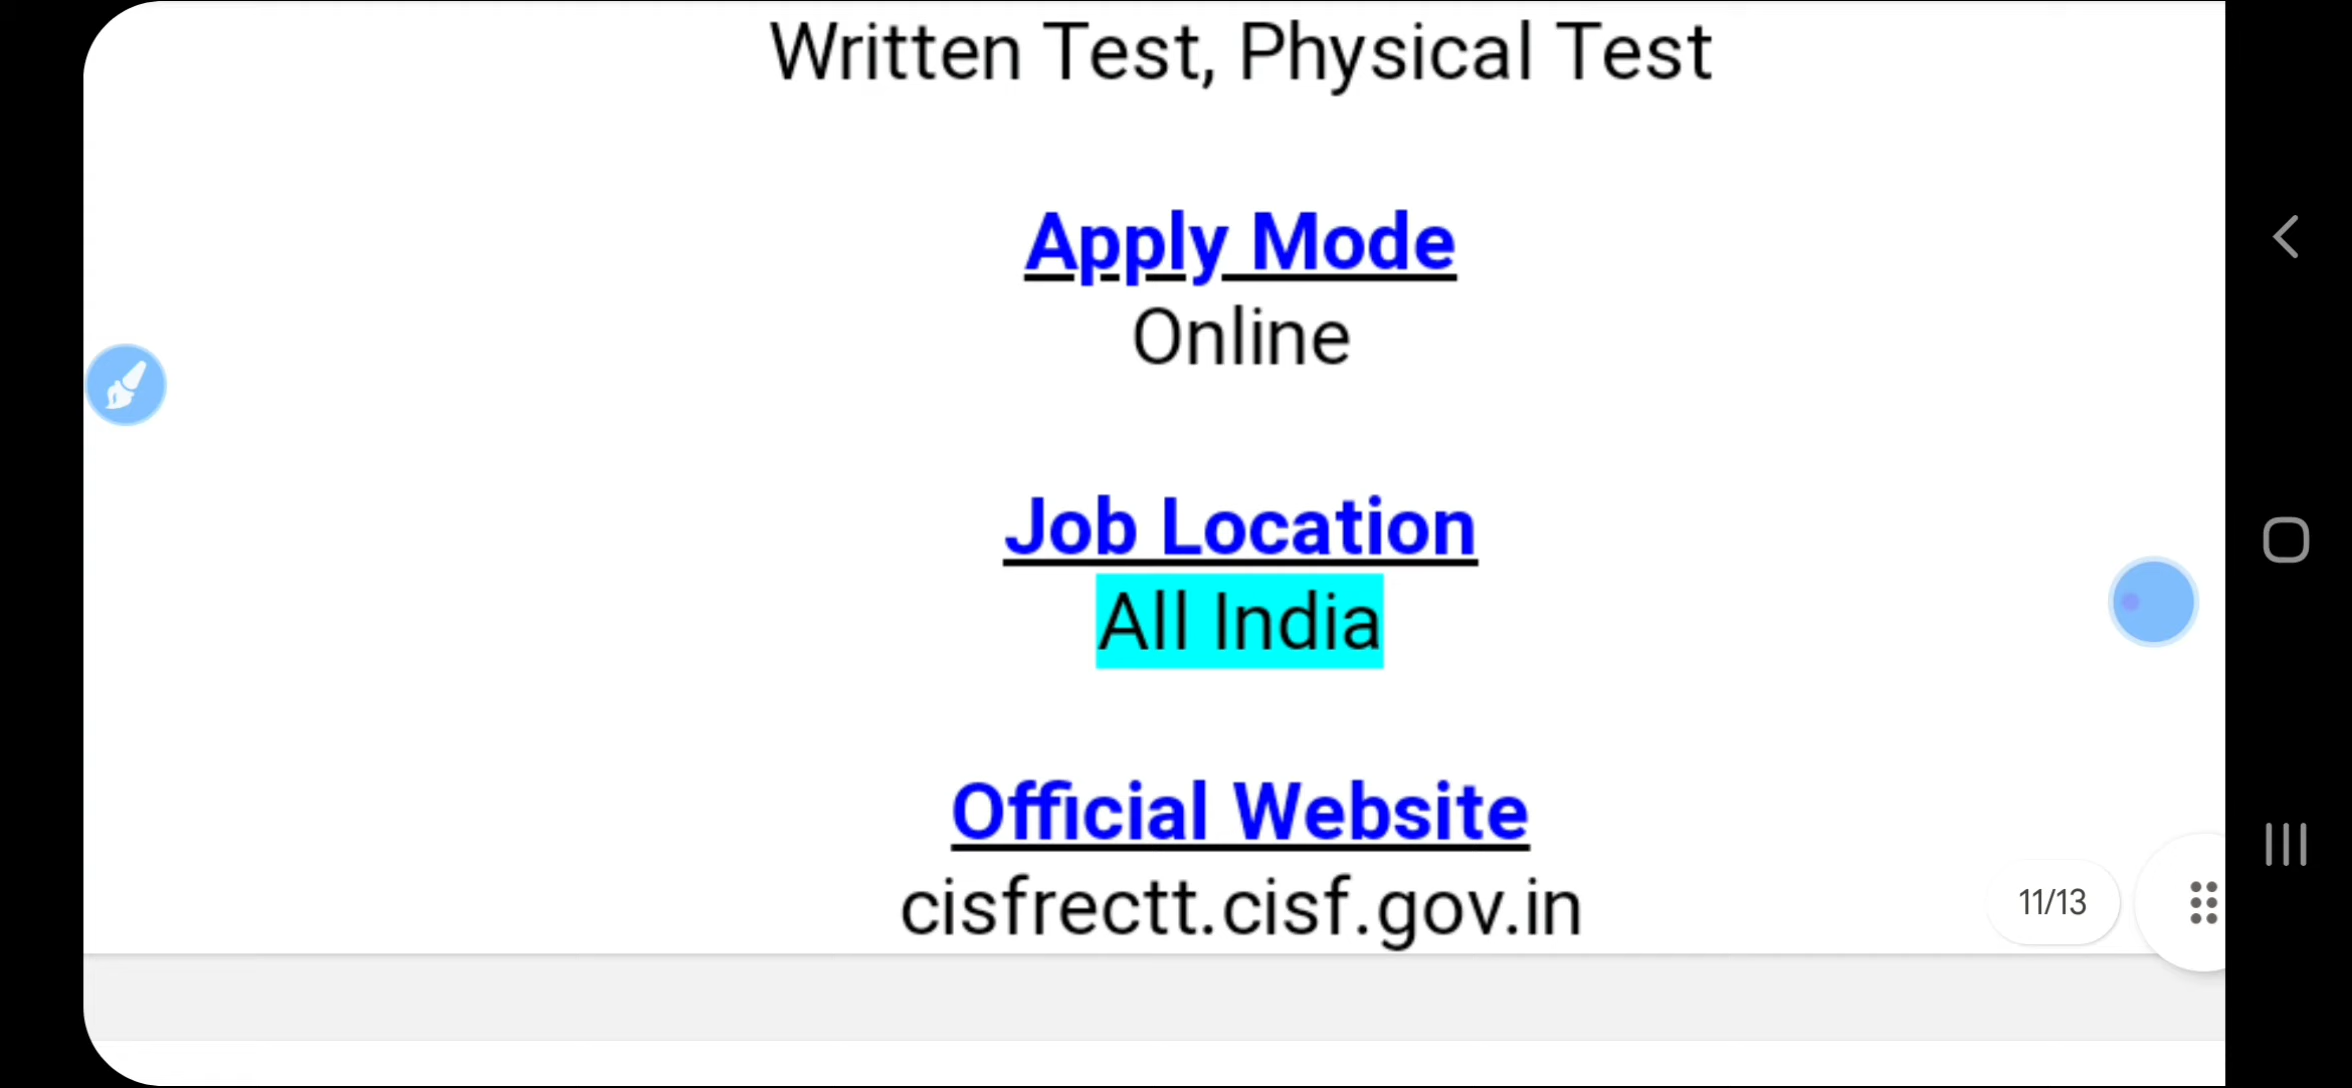 Written Test, Physical Test
Apply Mode
Online
Job Location
All India
Official Website
cisfrectt.cisf.gov.in
11/13